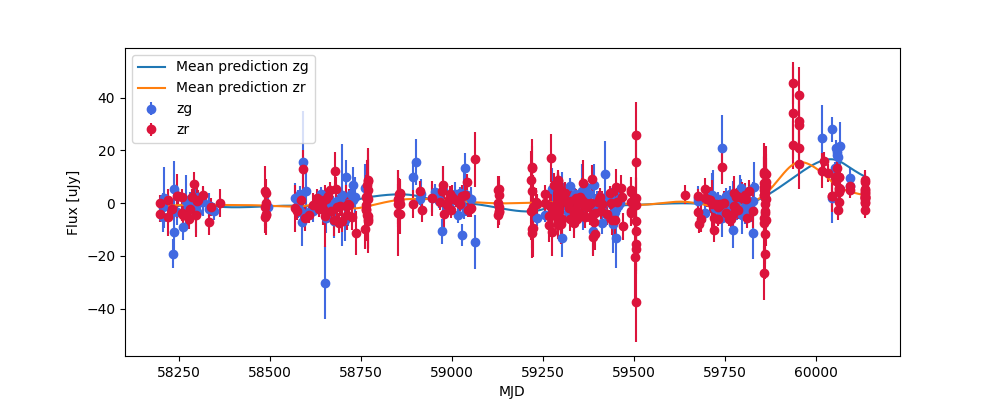 Mean prediction zg
Mean prediction zr
zg
zr
Flux [uJy]
40
20
0
−20
−40
58250
58500
58750
59000
59250
59500
59750
60000
MJD